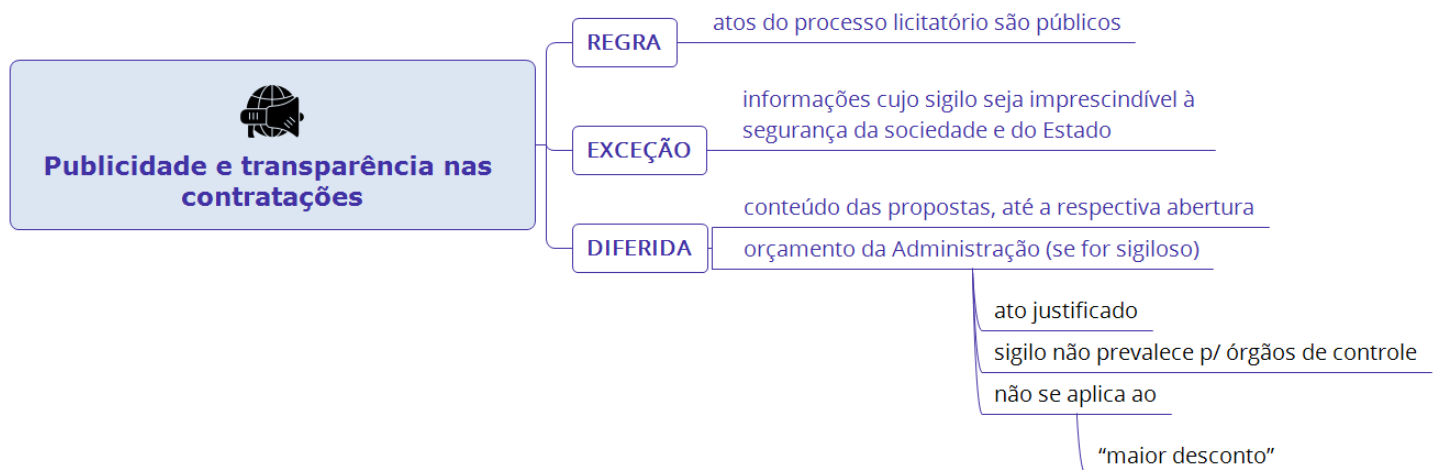 Publicidade e transparência nas
contratações
REGRA
atos do processo licitatório são públicos
EXCEÇÃO
informações cujo sigilo seja imprescindível à
segurança da sociedade e do Estado
DIFERIDA
conteúdo das propostas, até a respectiva abertura
orçamento da Administração (se for sigiloso)
ato justificado
sigilo não prevalece p/ órgãos de controle
não se aplica ao
“maior desconto”